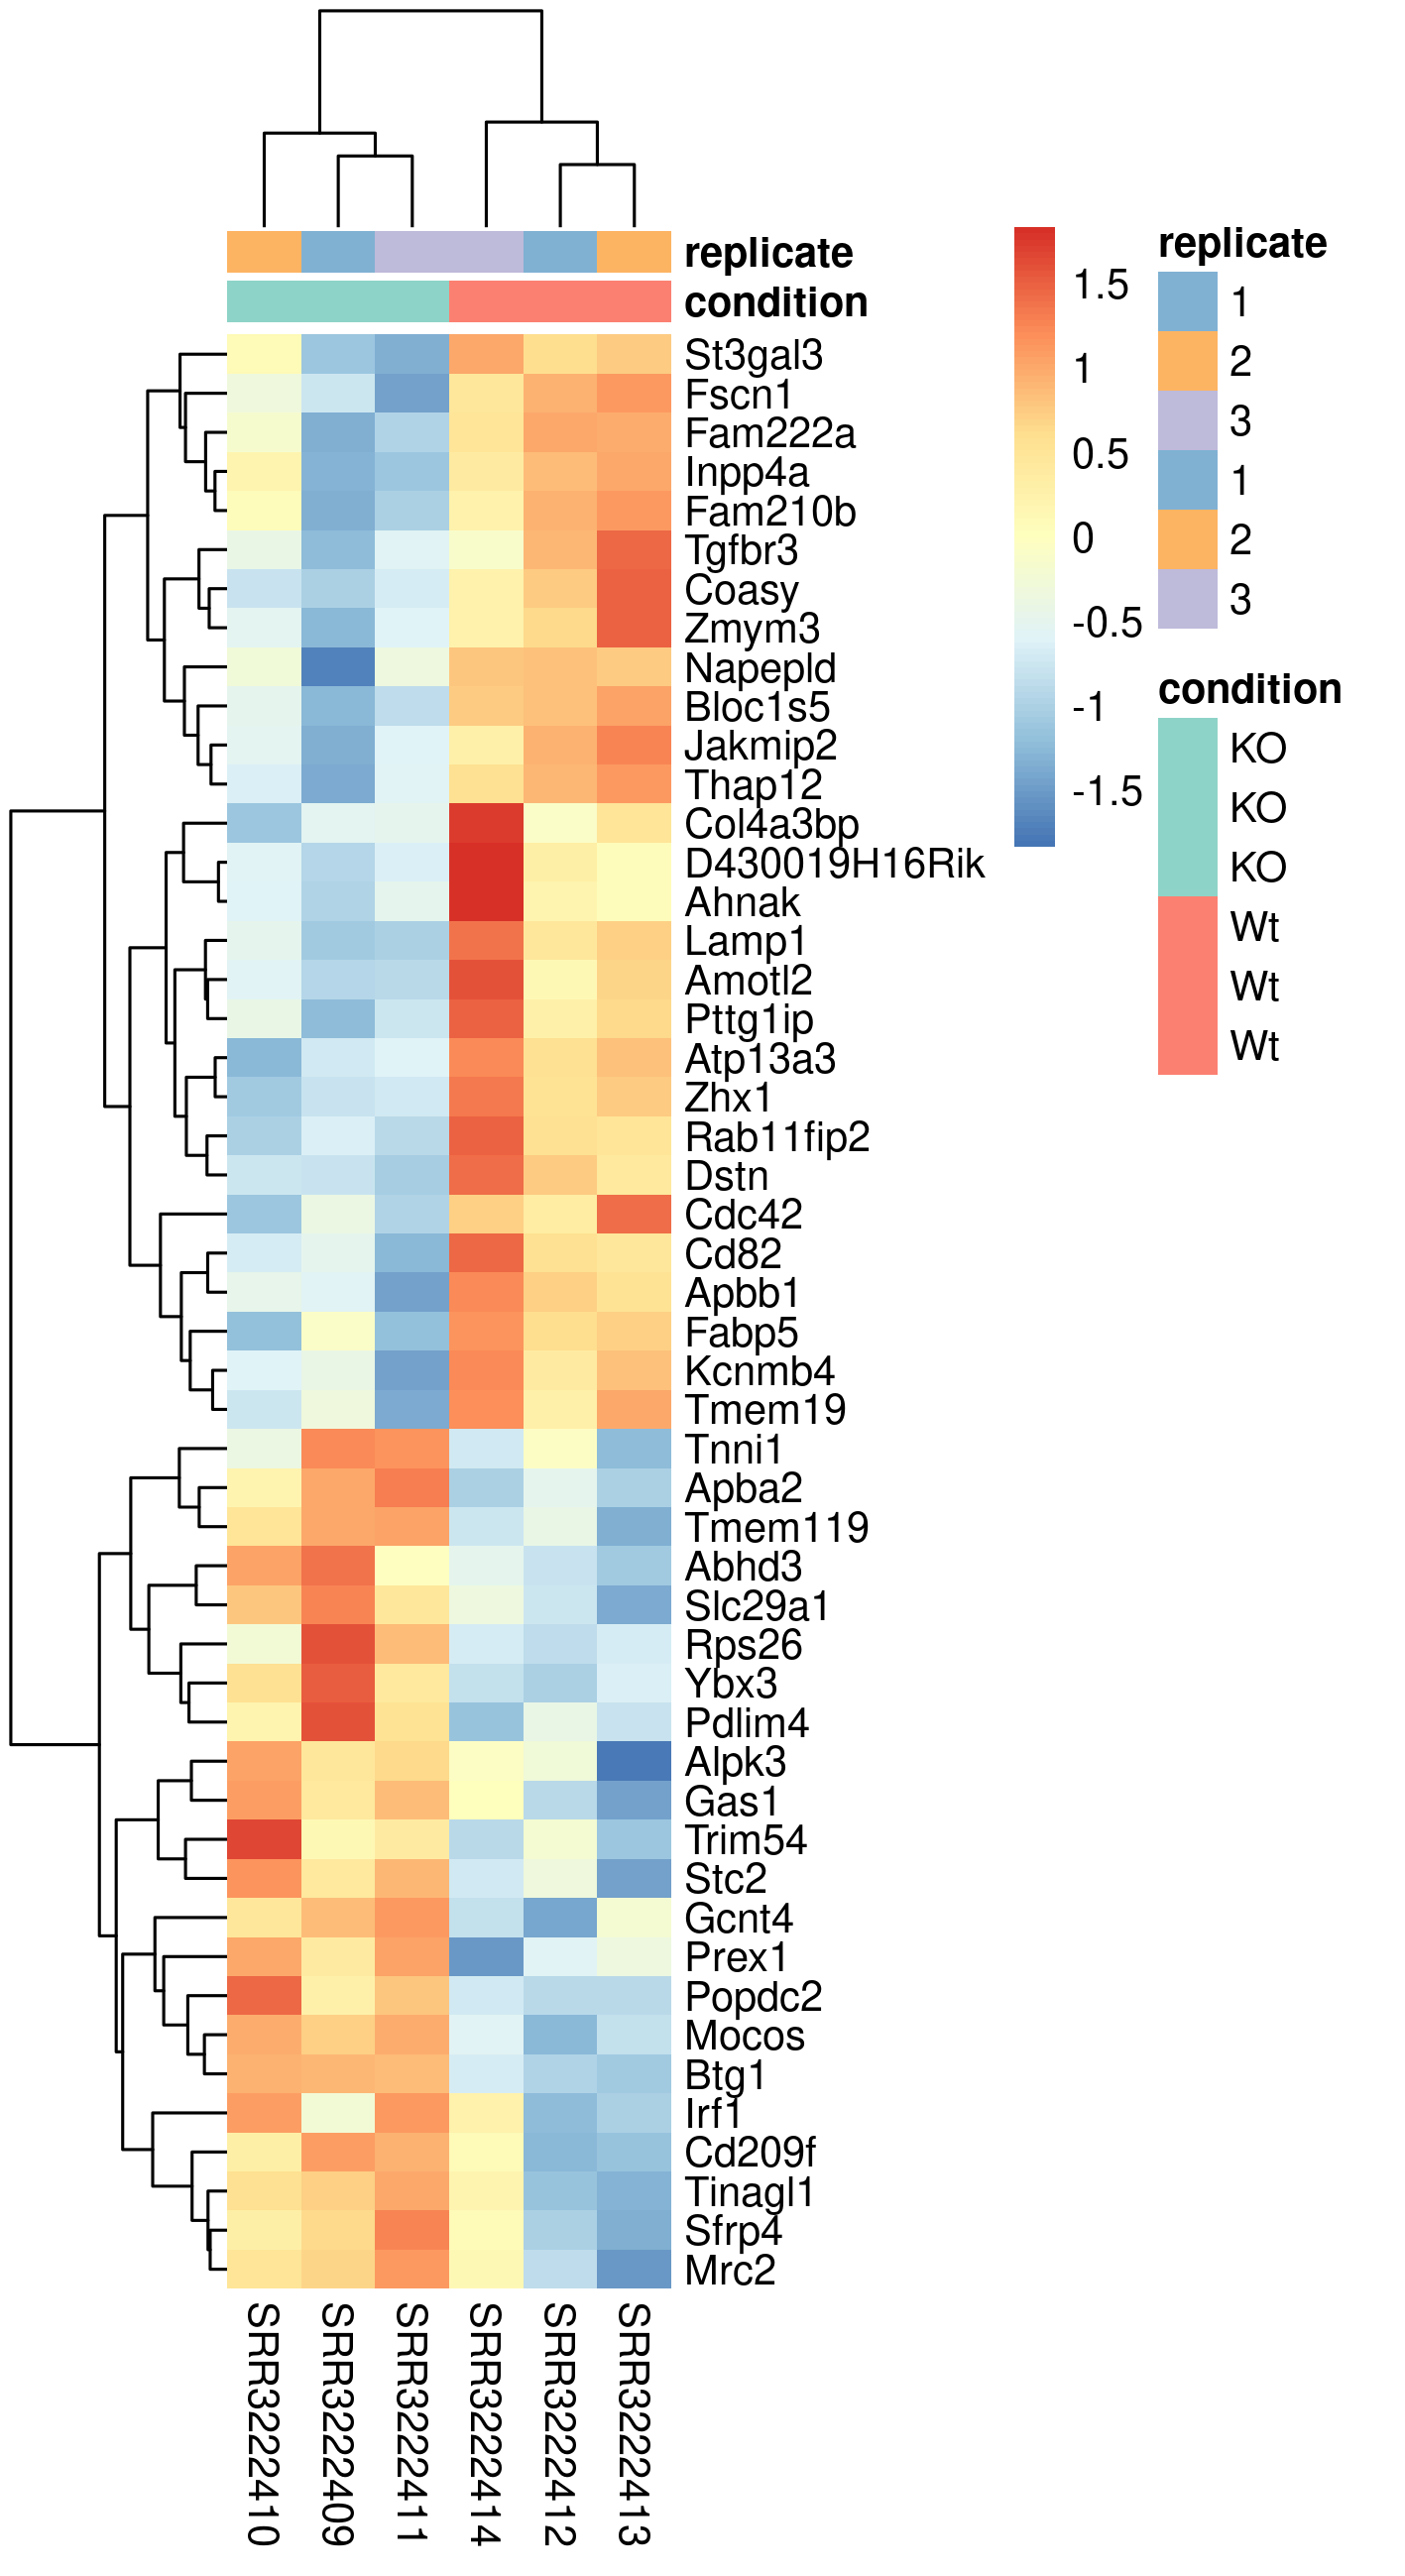 replicate
condition
St3gal3
Fscn1
Fam222a
Inpp4a
Fam210b
Tgfbr3
Coasy
Zmym3
Napepld
Bloc1s5
Jakmip2
Thap12
Col4a3bp
D430019H16Rik
Ahnak
Lamp1
Amotl2
Pttg1ip
Atp13a3
Zhx1
Rab11fip2
Dstn
Cdc42
Cd82
Apbb1
Fabp5
Kcnmb4
Tmem19
Tnni1
Apba2
Tmem119
Abhd3
Slc29a1
Rps26
Ybx3
Pdlim4
Alpk3
Gas1
Trim54
Stc2
Gcnt4
Prex1
Popdc2
Mocos
Btg1
Irf1
Cd209f
Tinagl1
Sfrp4
Mrc2
SRR3222410
SRR3222409
SRR3222411
SRR3222414
SRR3222412
SRR3222413
1.5
1
0.5
0
-0.5
-1
-1.5
replicate
1
2
3
1
2
3
condition
KO
KO
KO
Wt
Wt
Wt